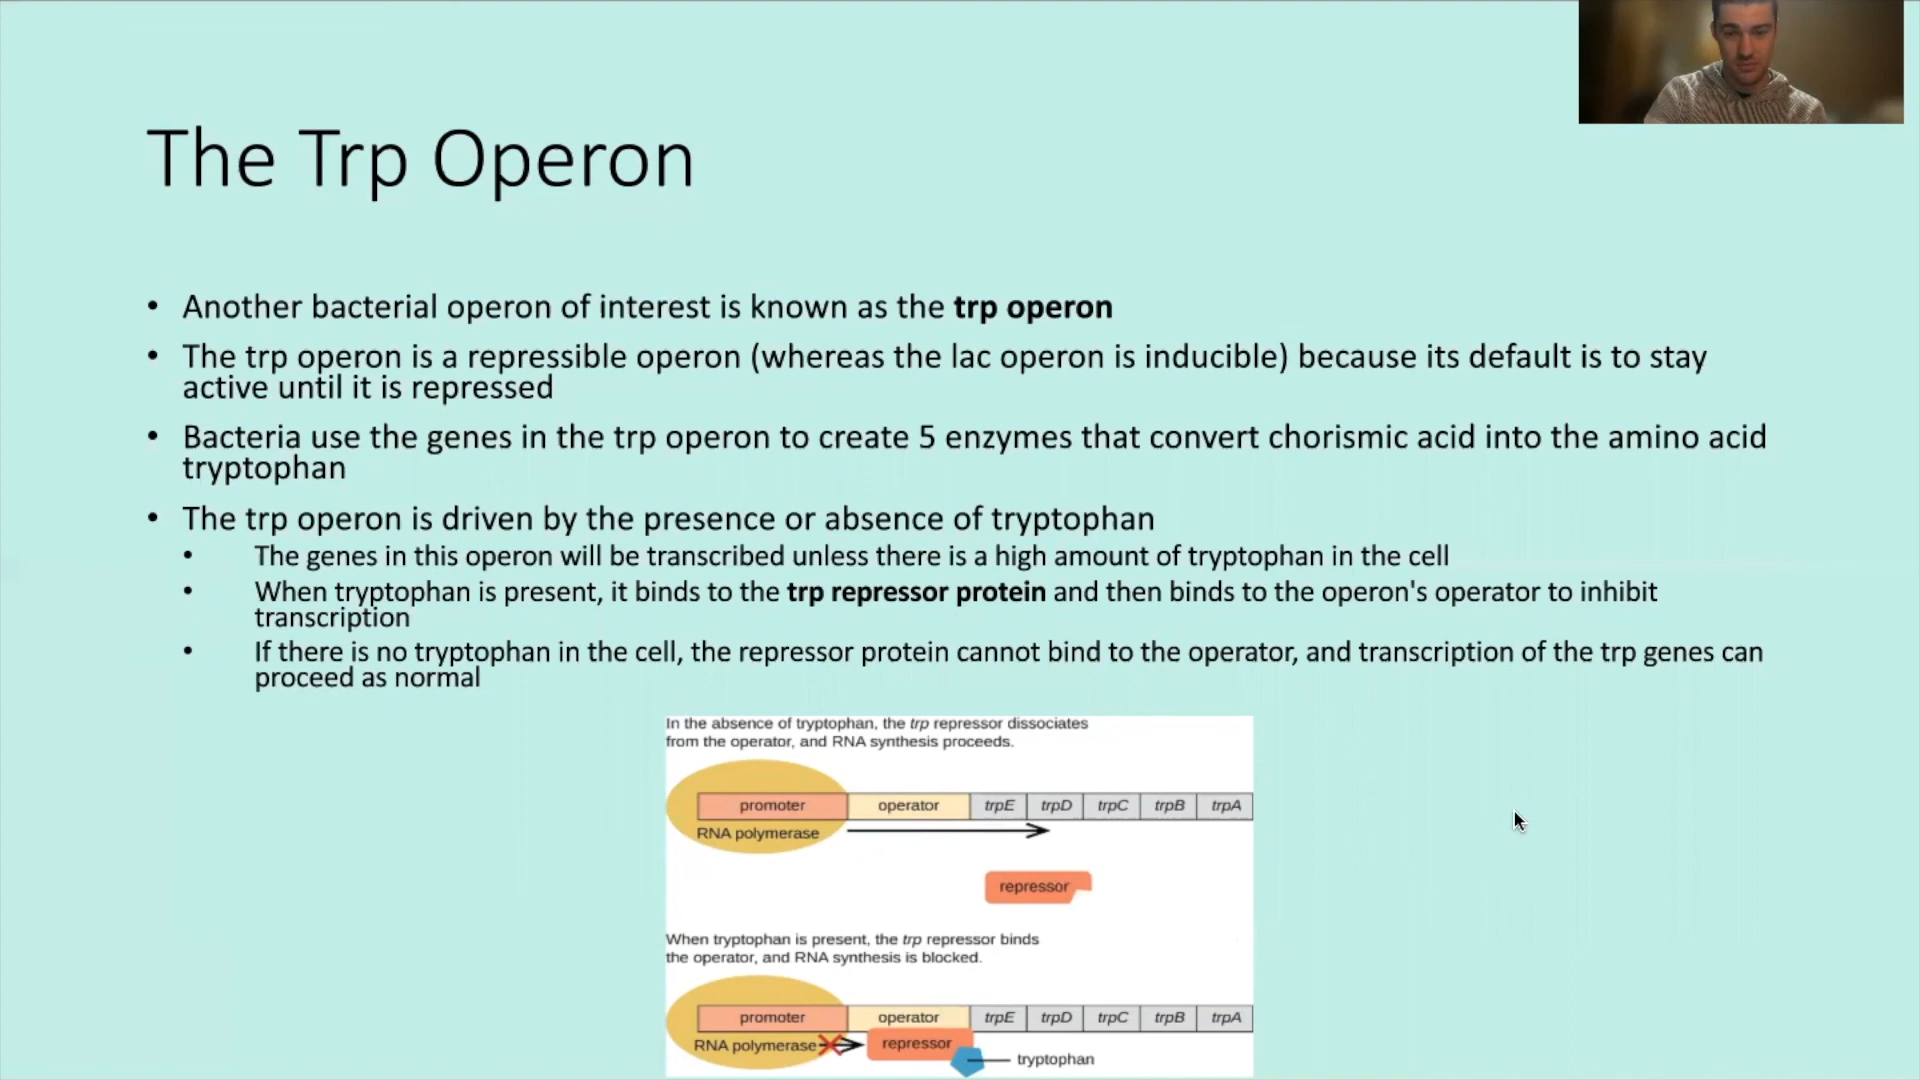 The Trp Operon
• Another bacterial operon of interest is known as the trp operon
• The trp operon is a repressible operon (whereas the lac operon is inducible) because its default is to stay
active until it is repressed
• Bacteria use the genes in the trp operon to create 5 enzymes that convert chorismic acid into the amino acid
tryptophan
• The trp operon is driven by the presence or absence of tryptophan
• The genes in this operon will be transcribed unless there is a high amount of tryptophan in the cell
• When tryptophan is present, it binds to the trp repressor protein and then binds to the operon's operator to inhibit
transcription
• If there is no tryptophan in the cell, the repressor protein cannot bind to the operator, and transcription of the trp genes can
proceed as normal
In the absence of tryptophan, the trp repressor dissociates
from the operator, and RNA synthesis proceeds.
promoter operator trpE trpD trpC trpB trpA
RNA polymerase
repressor
When tryptophan is present, the trp repressor binds
the operator, and RNA synthesis is blocked.
promoter operator trpE trpD trpC trpB trpA
RNA polymerase repressor
tryptophan